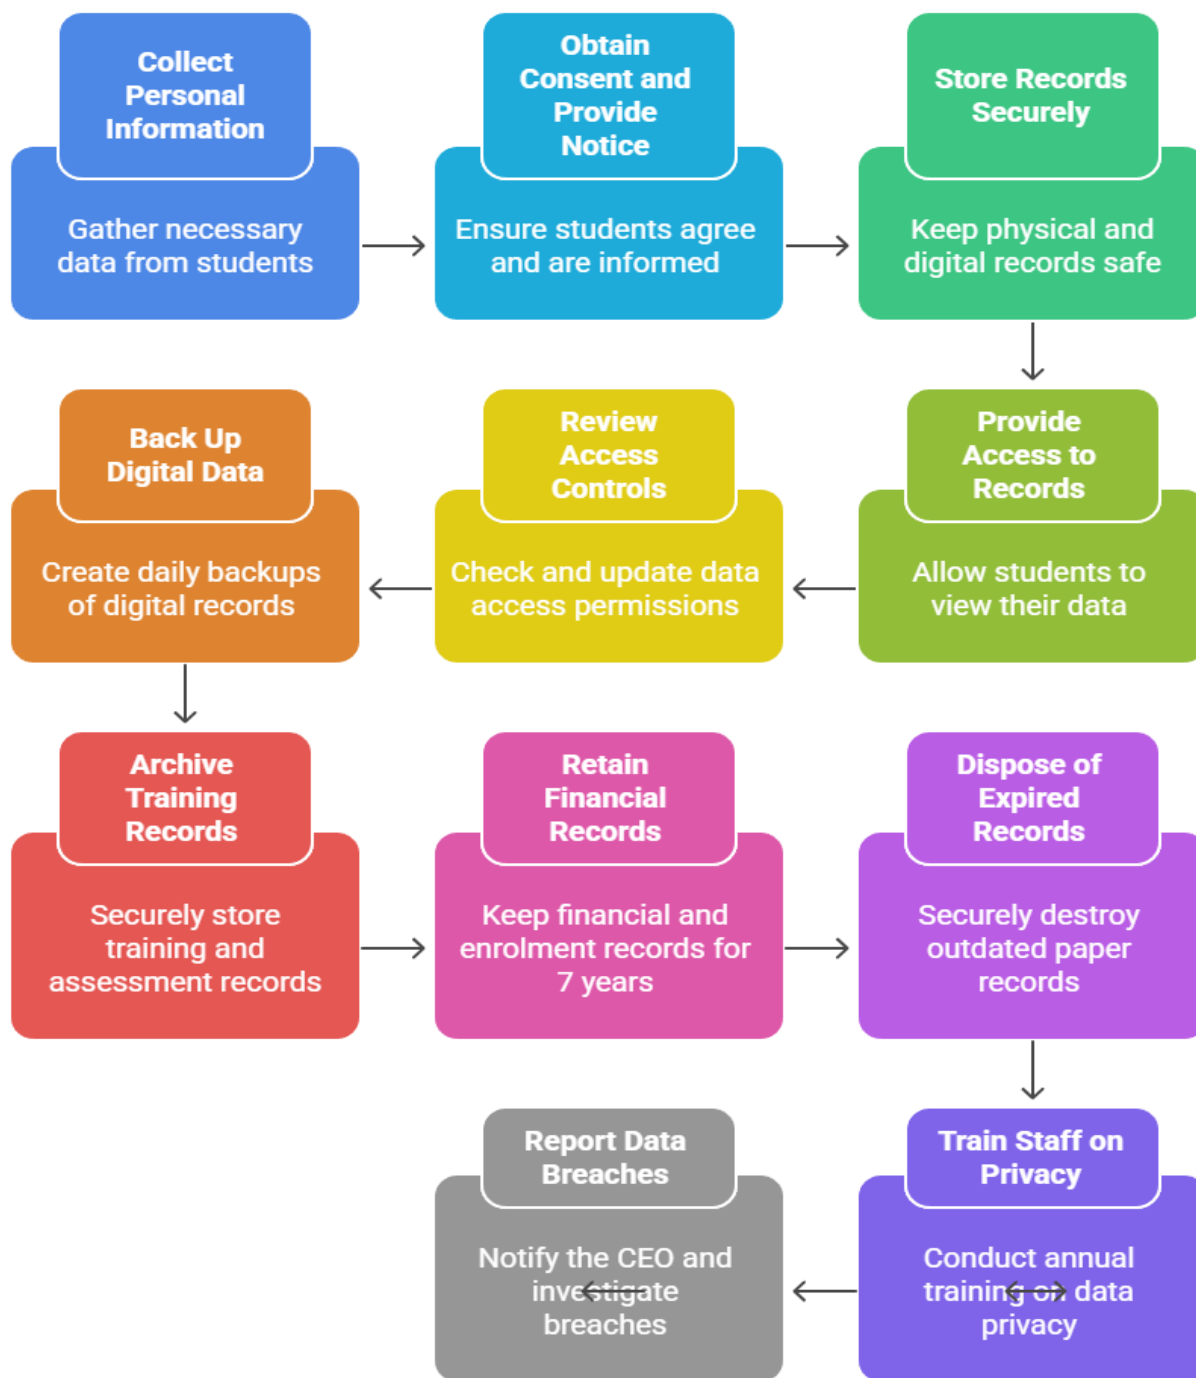 Collect
Personal
Information
Gather necessary
data from students
Obtain
Consent and
Provide
Notice
Ensure students agree
and are informed
Store Records
Securely
Keep physical and
digital records safe
Provide
Access to
Records
Allow students to
view their data
Review
Access
Controls
Check and update data
access permissions
Back Up
Digital Data
Create daily backups
of digital records
Archive
Training
Records
Securely store
training and
assessment records
Retain
Financial
Records
Keep financial and
enrolment records for
7 years
Dispose of
Expired
Records
Securely destroy
outdated paper
records
Train Staff on
Privacy
Conduct annual
training on data
privacy
Report Data
Breaches
Notify the CEO and
investigate
breaches